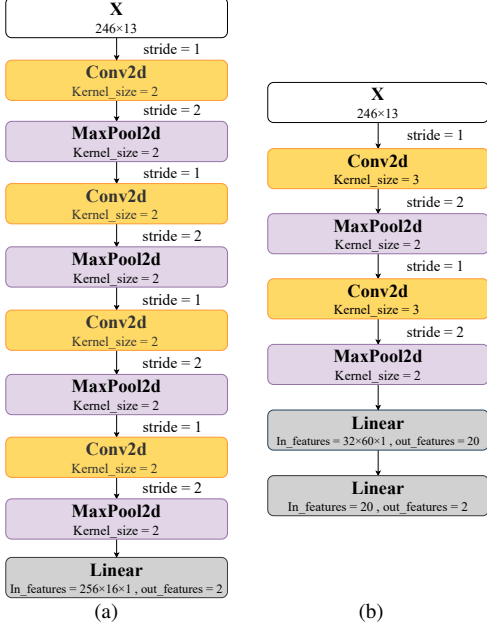 X
246×13
stride = 1
Conv2d
Kernel_size = 2
stride = 2
MaxPool2d
Kernel_size = 2
stride = 1
Conv2d
Kernel_size = 2
stride = 2
MaxPool2d
Kernel_size = 2
stride = 1
Conv2d
Kernel_size = 2
stride = 2
MaxPool2d
Kernel_size = 2
stride = 1
Conv2d
Kernel_size = 2
stride = 2
MaxPool2d
Kernel_size = 2
Linear
In_features = 256×16×1 , out_features = 2
(a)
X
246×13
stride = 1
Conv2d
Kernel_size = 3
stride = 2
MaxPool2d
Kernel_size = 2
stride = 1
Conv2d
Kernel_size = 3
stride = 2
MaxPool2d
Kernel_size = 2
Linear
In_features = 32×60×1 , out_features = 20
Linear
In_features = 20 , out_features = 2
(b)